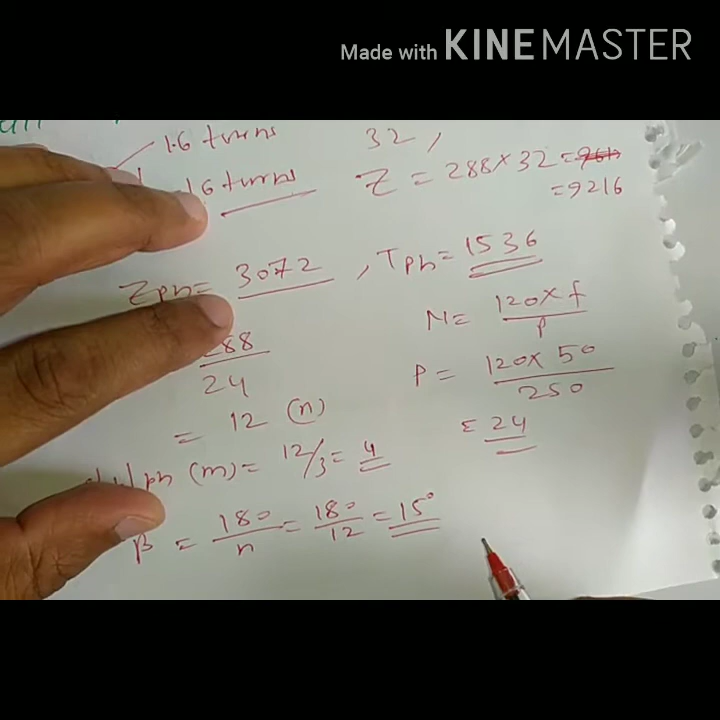 Made with KINEMASTER
16 turns
32,
16 turns
Z = 288 × 32 =
= 9216
Zph = 3072, Tph = 1536
N = 120 × f / P
288 / 24
P = 120 × 50 / 250
= 12 (n)
= 24
/ph (m) = 12/3 = 4
β = 180 / n = 180 / 12 = 15°